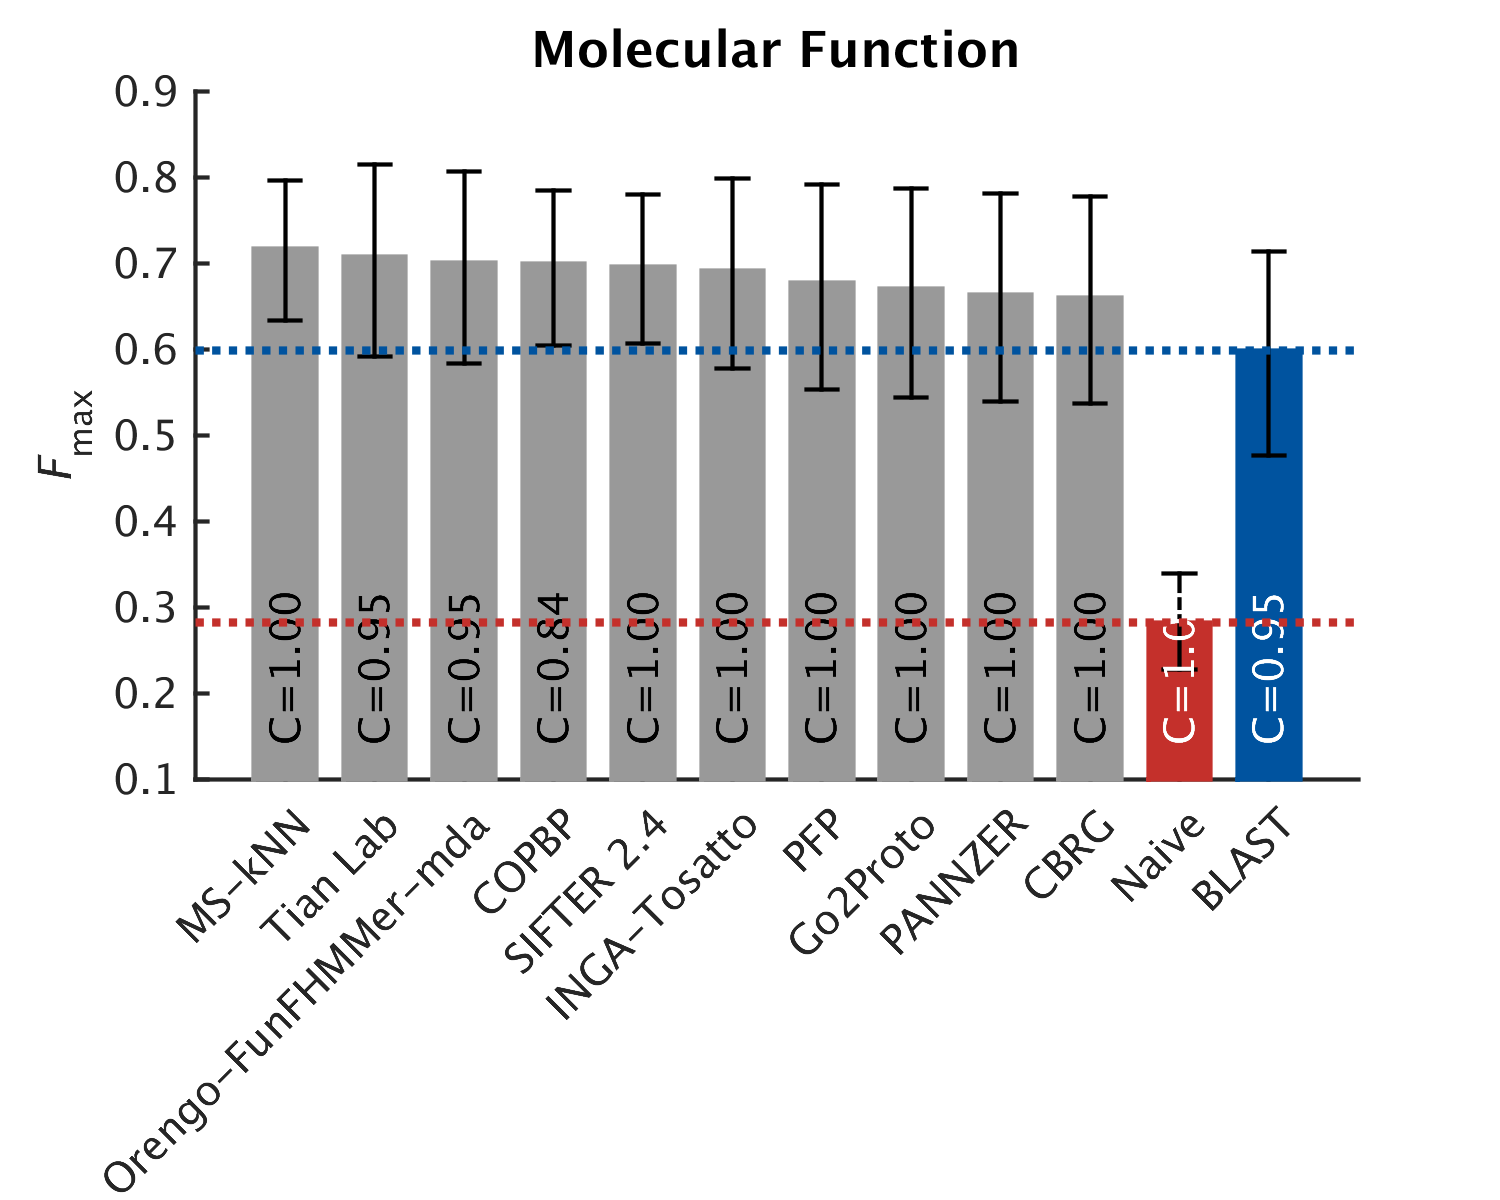 Molecular Function
0.9
0.8
0.7
0.6
0.5
0.4
0.3
0.2
0.1
Fmax
C=1.00
C=0.95
C=0.95
C=0.84
C=1.00
C=1.00
C=1.00
C=1.00
C=1.00
C=1.00
C=1.0
C=0.95
MS-kNN
Tian Lab
Orengo-FunFHMMer-mda
COPBP
SIFTER 2.4
INGA-Tosatto
PFP
Go2Proto
PANNZER
CBRG
Naive
BLAST